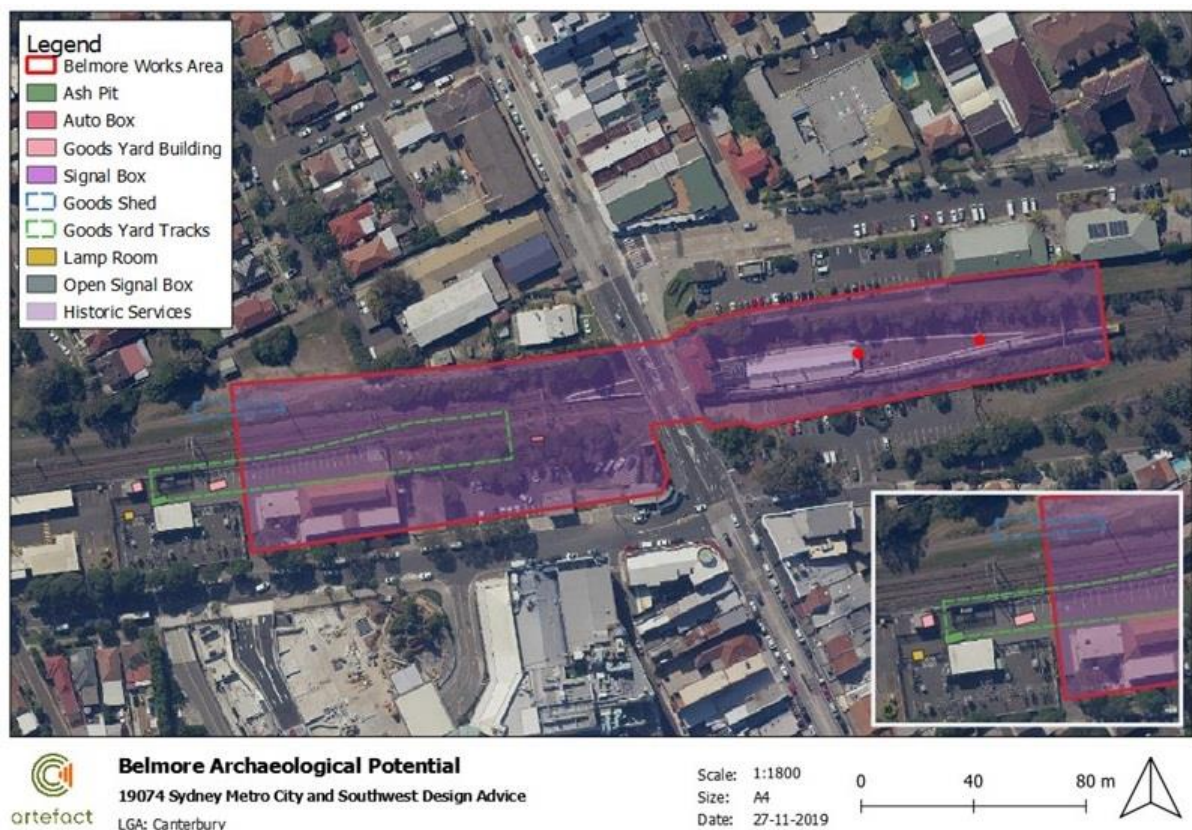 Legend
Belmore Works Area
Ash Pit
Auto Box
Goods Yard Building
Signal Box
Goods Shed
Goods Yard Tracks
Lamp Room
Open Signal Box
Historic Services
artefact
Belmore Archaeological Potential
19074 Sydney Metro City and Southwest Design Advice
LGA: Canterbury
Scale: 1:1800
Size: A4
Date: 27-11-2019
0 40 80 m